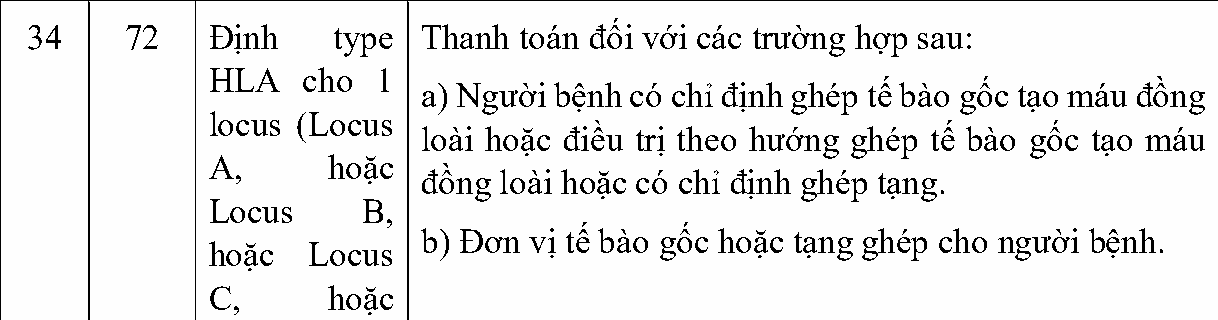 34
72
Định type
HLA cho 1
locus (Locus
A, hoặc
Locus B,
hoặc Locus
C, hoặc
Thanh toán đối với các trường hợp sau:
a) Người bệnh có chỉ định ghép tế bào gốc tạo máu đồng
loài hoặc điều trị theo hướng ghép tế bào gốc tạo máu
đồng loài hoặc có chỉ định ghép tạng.
b) Đơn vị tế bào gốc hoặc tạng ghép cho người bệnh.